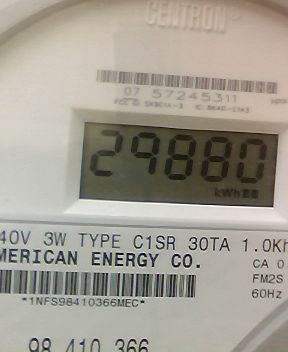 CENTRON
07 57245311
29880
kWh
40V 3W TYPE C1SR 30TA 1.0Kh
MERICAN ENERGY CO.
CA 0
FM2S
60Hz
*1NFS98410366MEC*
98 410 366